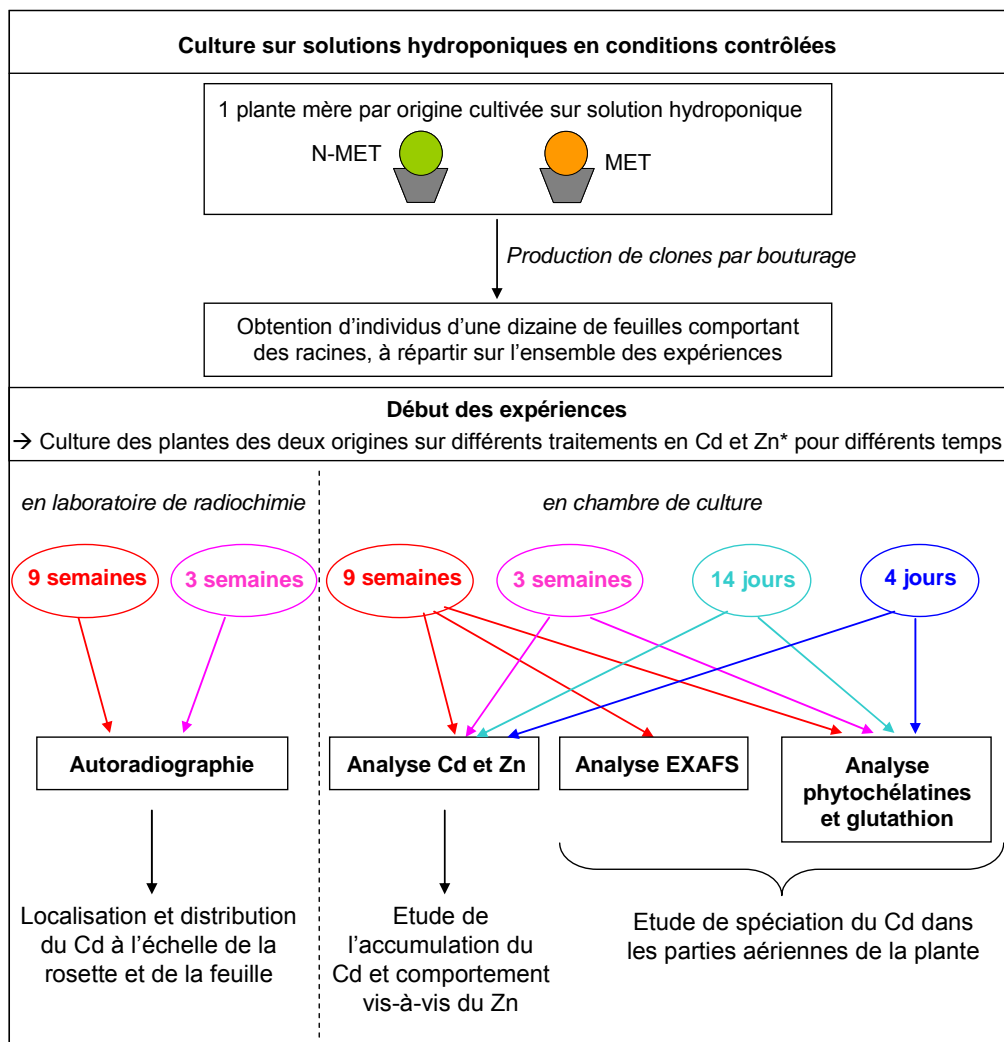 Culture sur solutions hydroponiques en conditions contrôlées
1 plante mère par origine cultivée sur solution hydroponique
N-MET
MET
Production de clones par bouturage
Obtention d'individus d'une dizaine de feuilles comportant
des racines, à répartir sur l'ensemble des expériences
Début des expériences
→ Culture des plantes des deux origines sur différents traitements en Cd et Zn* pour différents temps
en laboratoire de radiochimie
en chambre de culture
9 semaines
3 semaines
9 semaines
3 semaines
14 jours
4 jours
Autoradiographie
Analyse Cd et Zn
Analyse EXAFS
Analyse
phytochélatines
et glutathion
Localisation et distribution
du Cd à l'échelle de la
rosette et de la feuille
Etude de
l'accumulation du
Cd et comportement
vis-à-vis du Zn
Etude de spéciation du Cd dans
les parties aériennes de la plante